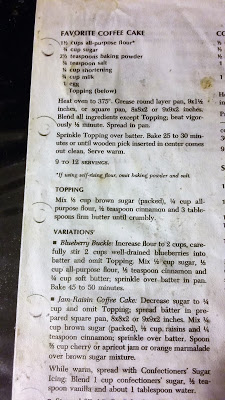 FAVORITE COFFEE CAKE
1½ cups all-purpose flour*
¾ cup sugar
2½ teaspoons baking powder
¾ teaspoon salt
¼ cup shortening
¾ cup milk
1 egg
Topping (below)
Heat oven to 375°. Grease round layer pan, 9x1½
inches, or square pan, 8x8x2 or 9x9x2 inches.
Blend all ingredients except Topping; beat vigor-
ously ½ minute. Spread in pan.
Sprinkle Topping over batter. Bake 25 to 30 min-
utes or until wooden pick inserted in center comes
out clean. Serve warm.
9 to 12 SERVINGS.
*If using self-rising flour, omit baking powder and salt.
TOPPING
Mix ⅓ cup brown sugar (packed), ¼ cup all-
purpose flour, ½ teaspoon cinnamon and 3 table-
spoons firm butter until crumbly.
VARIATIONS
■ Blueberry Buckle: Increase flour to 2 cups, care-
fully stir 2 cups well-drained blueberries into
batter and omit Topping. Mix ½ cup sugar, ⅓
cup all-purpose flour, ½ teaspoon cinnamon and
¼ cup soft butter; sprinkle over batter in pan.
Bake 45 to 50 minutes.
■ Jam-Raisin Coffee Cake: Decrease sugar to ¼
cup and omit Topping; spread batter in pre-
pared square pan, 8x8x2 or 9x9x2 inches. Mix ½
cup brown sugar (packed), ½ cup raisins and ½
teaspoon cinnamon; sprinkle over batter. Spoon
½ cup cherry or apricot jam or orange marmalade
over brown sugar mixture.
While warm, spread with Confectioners' Sugar
Icing: Blend 1 cup confectioners' sugar, ½ tea-
spoon vanilla and about 1 tablespoon water.